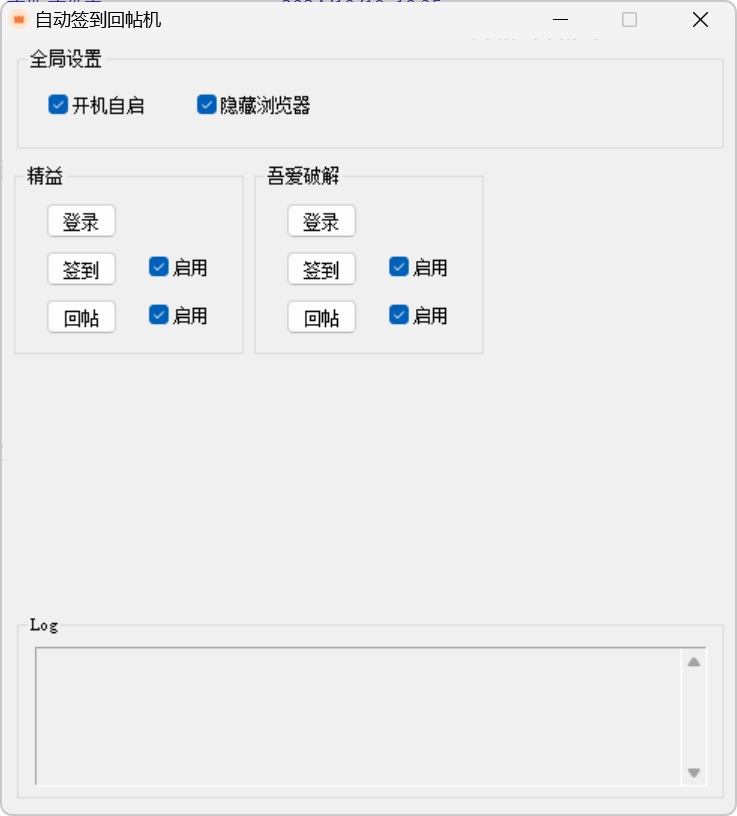 自动签到回帖机
全局设置
开机自启 隐藏浏览器
精益
登录
签到 启用
回帖 启用
吾爱破解
登录
签到 启用
回帖 启用
Log